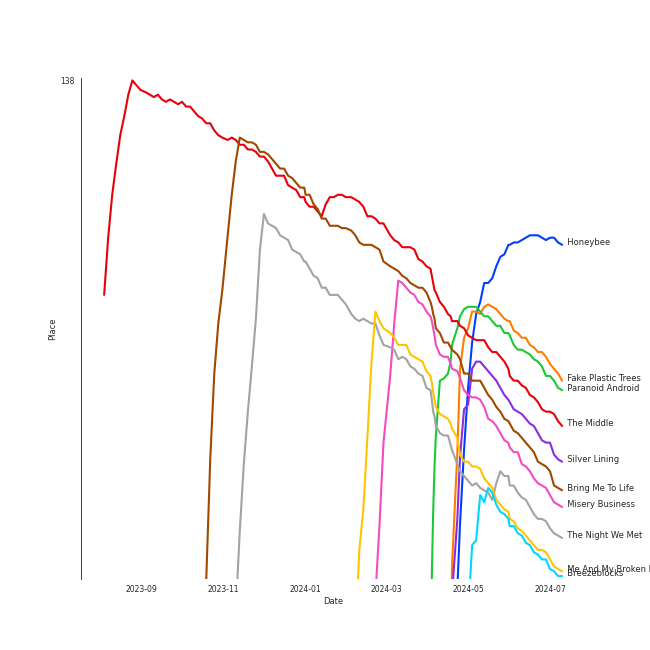 138
Place
Honeybee
Fake Plastic Trees
Paranoid Android
The Middle
Silver Lining
Bring Me To Life
Misery Business
The Night We Met
Me And My Broken
Breezeblocks
2023-09
2023-11
2024-01
2024-03
2024-05
2024-07
Date